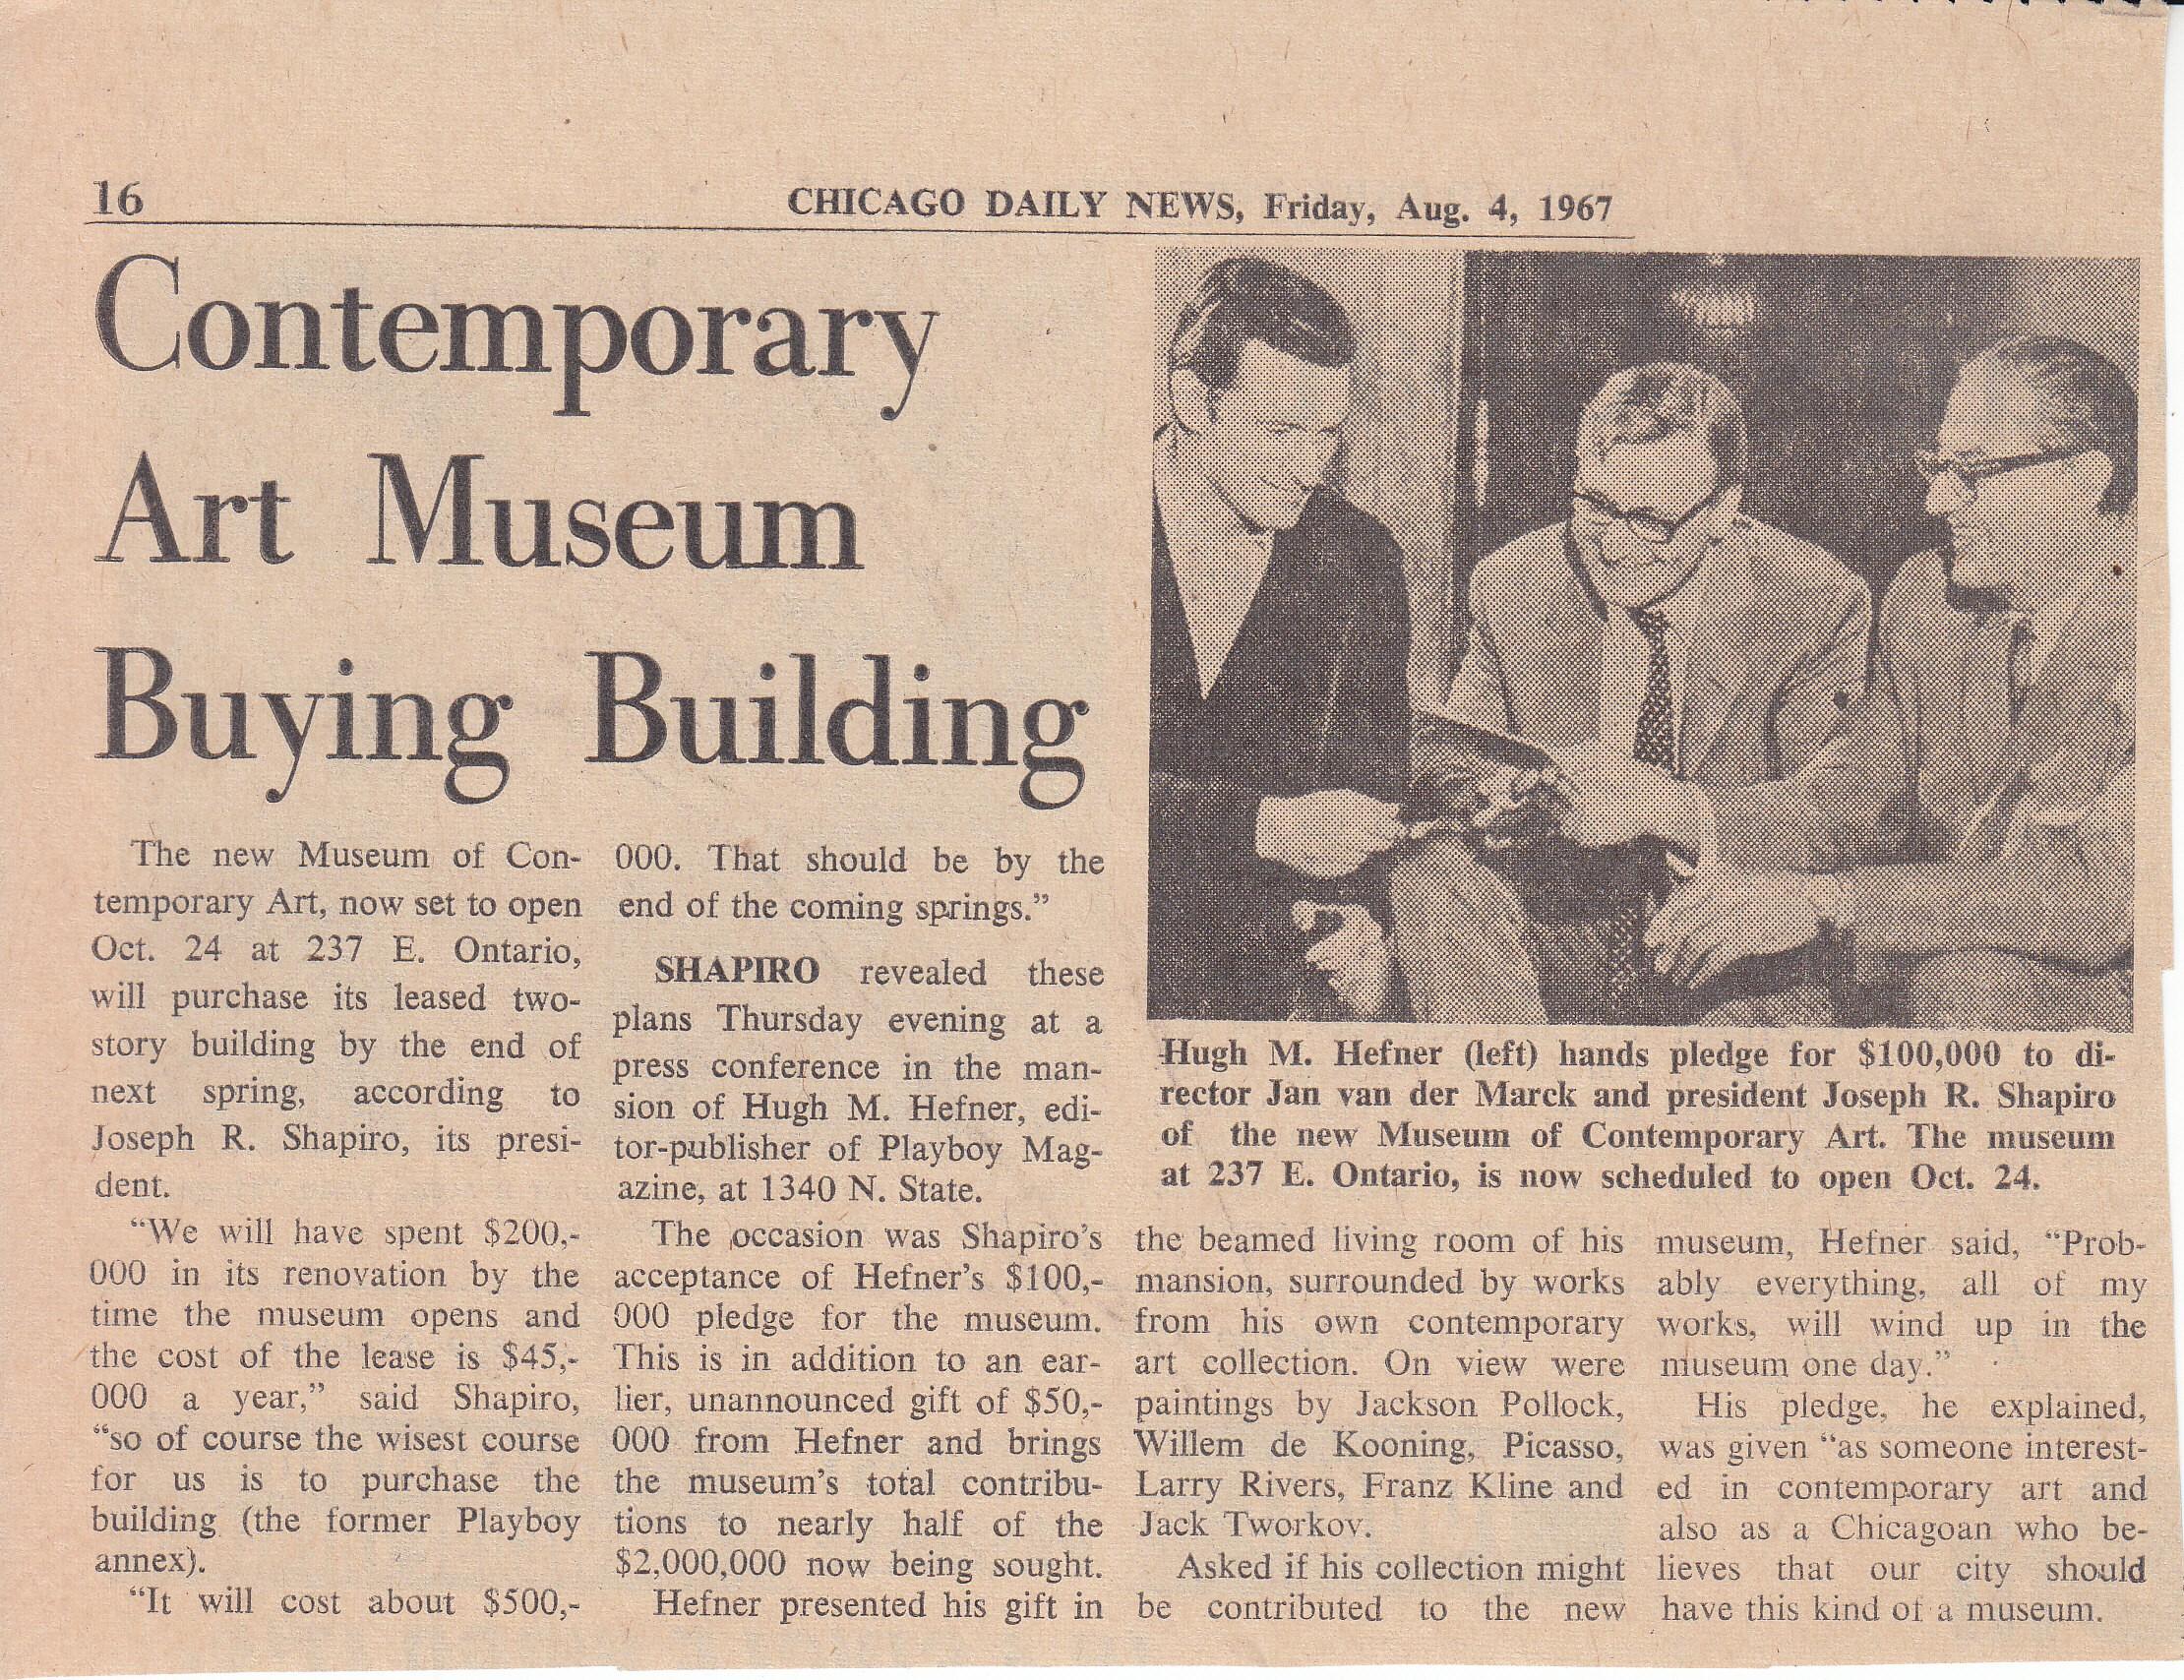 16
CHICAGO DAILY NEWS, Friday, Aug. 4, 1967
Contemporary
Art Museum
Buying Building
The new Museum of Con-
temporary Art, now set to open
Oct. 24 at 237 E. Ontario,
will purchase its leased two-
story building by the end of
next spring, according to
Joseph R. Shapiro, its presi-
dent.
“We will have spent $200,-
000 in its renovation by the
time the museum opens and
the cost of the lease is $45,-
000 a year,” said Shapiro,
“so of course the wisest course
for us is to purchase the
building (the former Playboy
annex).
“It will cost about $500,-
000. That should be by the
end of the coming springs.”
SHAPIRO revealed these
plans Thursday evening at a
press conference in the man-
sion of Hugh M. Hefner, edi-
tor-publisher of Playboy Mag-
azine, at 1340 N. State.
The occasion was Shapiro’s
acceptance of Hefner’s $100,-
000 pledge for the museum.
This is in addition to an ear-
lier, unannounced gift of $50,-
000 from Hefner and brings
the museum’s total contribu-
tions to nearly half of the
$2,000,000 now being sought.
Hefner presented his gift in
Hugh M. Hefner (left) hands pledge for $100,000 to di-
rector Jan van der Marck and president Joseph R. Shapiro
of the new Museum of Contemporary Art. The museum
at 237 E. Ontario, is now scheduled to open Oct. 24.
the beamed living room of his
mansion, surrounded by works
from his own contemporary
art collection. On view were
paintings by Jackson Pollock,
Willem de Kooning, Picasso,
Larry Rivers, Franz Kline and
Jack Tworkov.
Asked if his collection might
be contributed to the new
museum, Hefner said, “Prob-
ably everything, all of my
works, will wind up in the
museum one day.”
His pledge, he explained,
was given “as someone interest-
ed in contemporary art and
also as a Chicagoan who be-
lieves that our city should
have this kind of a museum.